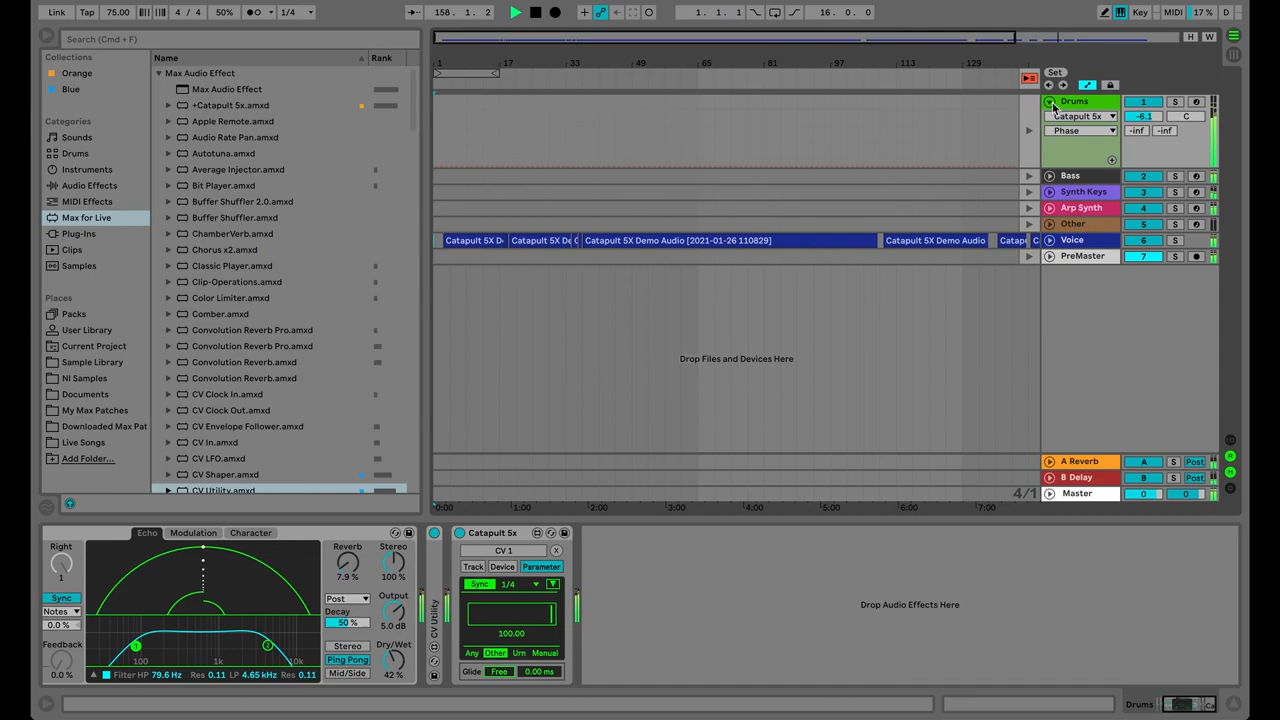 Link Tap 75.00 4 / 4 50% 1/4 158. 1. 2 1. 1. 1 16. 0. 0 Key MIDI 17 % D
Search (Cmd + F)
H W
Collections
Orange
Blue
Categories
Sounds
Drums
Instruments
Audio Effects
MIDI Effects
Max for Live
Plug-Ins
Clips
Samples
Places
Packs
User Library
Current Project
Sample Library
NI Samples
Documents
My Max Patches
Downloaded Max Pat
Live Songs
Add Folder...
Name Rank
Max Audio Effect
Max Audio Effect
+Catapult 5x.amxd
Apple Remote.amxd
Audio Rate Pan.amxd
Autotuna.amxd
Average Injector.amxd
Bit Player.amxd
Buffer Shuffler 2.0.amxd
Buffer Shuffler.amxd
ChamberVerb.amxd
Chorus x2.amxd
Classic Player.amxd
Clip-Operations.amxd
Color Limiter.amxd
Comber.amxd
Convolution Reverb Pro.amxd
Convolution Reverb Pro.amxd
Convolution Reverb.amxd
Convolution Reverb.amxd
CV Clock In.amxd
CV Clock Out.amxd
CV Envelope Follower.amxd
CV In.amxd
CV LFO.amxd
CV Shaper.amxd
CV Utility.amxd
1 17 33 65 81 97 113 129
Set
Drums 1 S
Catapult 5x -6.1 C
Phase -inf -inf
Bass 2 S
Synth Keys 3 S
Arp Synth 4 S
Other 5 S
Catapult 5X D Catapult 5X De C Catapult 5X Demo Audio [2021-01-26 110829] Catapult 5X Demo Audio Catap C Voice 6 S
PreMaster 7 S
Drop Files and Devices Here
A Reverb A S Post
B Delay B S Post
4/1 Master 0 0
0:00 1:00 2:00 3:00 4:00 5:00 6:00 7:00
Echo Modulation Character
Right
1
Sync
Notes
0.0 %
Feedback
0.0 %
100 1k 10k
Filter HP 79.6 Hz Res 0.11 LP 4.65 kHz Res 0.11
Reverb Stereo
7.9 % 100 %
Post Output
Decay
50 % 5.0 dB
Stereo Dry/Wet
Ping Pong
Mid/Side 42 %
CV Utility
Catapult 5x
CV 1 X
Track Device Parameter
Sync 1/4
100.00
Any Other Urn Manual
Glide Free 0.00 ms
Drop Audio Effects Here
Drums Ca